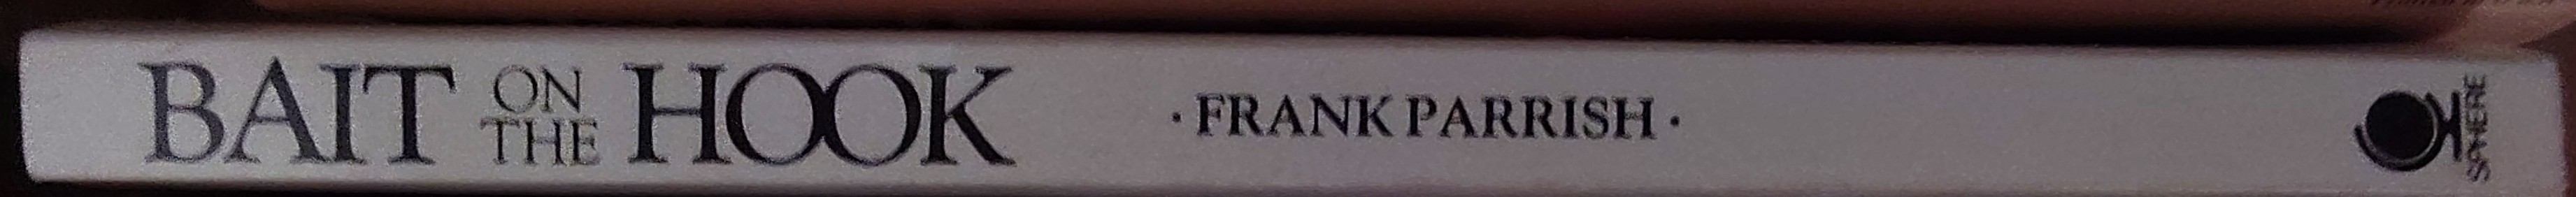 BAIT ON THE HOOK
· FRANK PARRISH ·
SPHERE